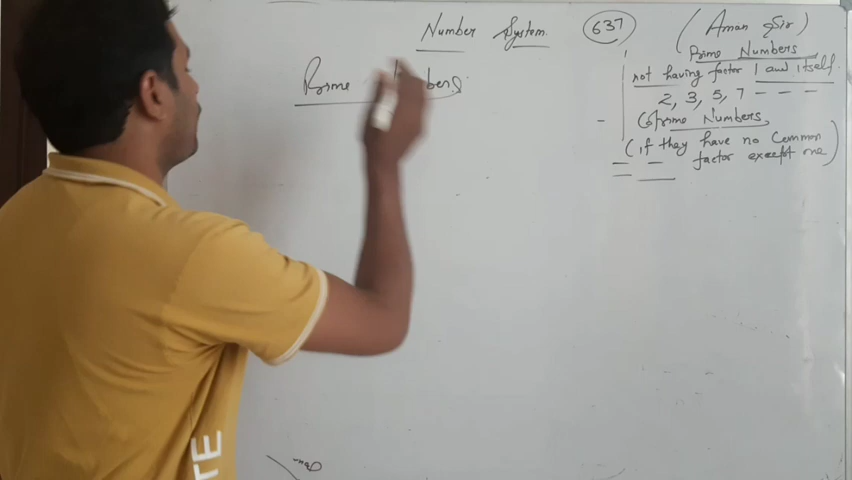 Number System.
637
(Aman Sir)
Prime Numbers
not having factor 1 and itself.
2, 3, 5, 7 - - -
Coprime Numbers,
(if they have no Common
factor except one)
Prime
TE